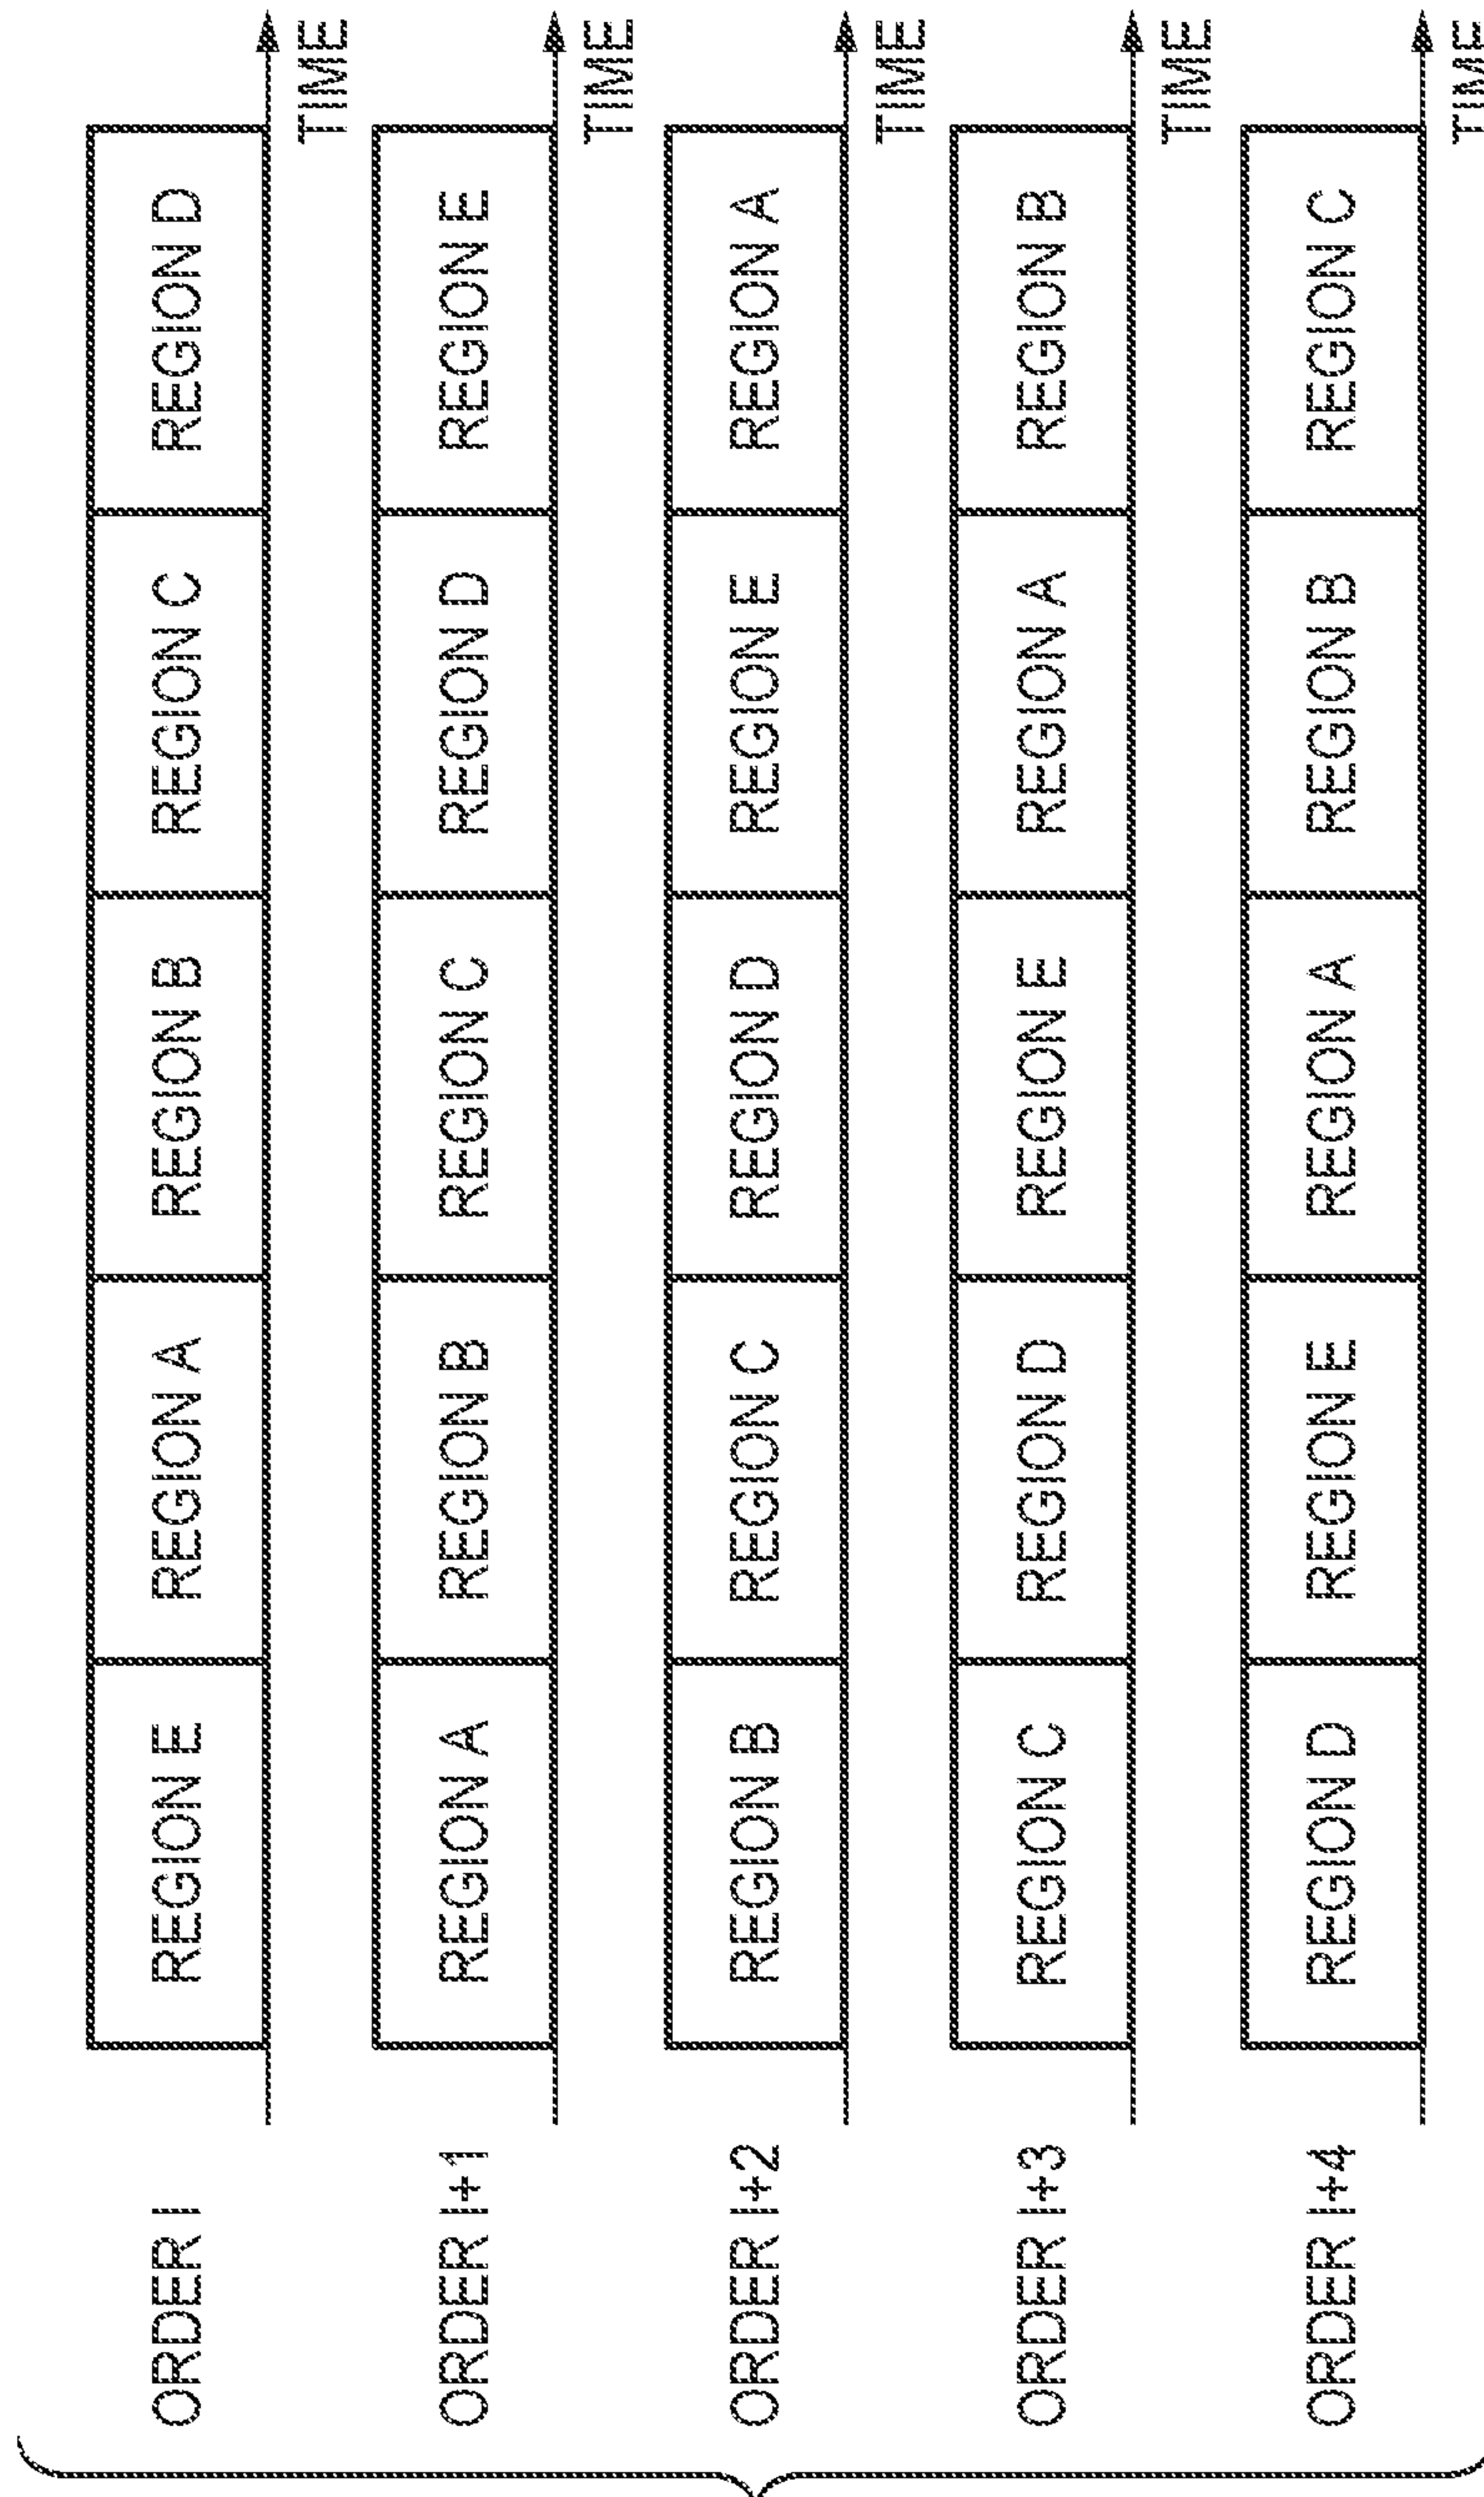 ORDER I REGION E REGION A REGION B REGION C REGION D
TIME
ORDER I+1 REGION A REGION B REGION C REGION D REGION E
TIME
ORDER I+2 REGION B REGION C REGION D REGION E REGION A
TIME
ORDER I+3 REGION C REGION D REGION E REGION A REGION B
TIME
ORDER I+4 REGION D REGION E REGION A REGION B REGION C
TIME